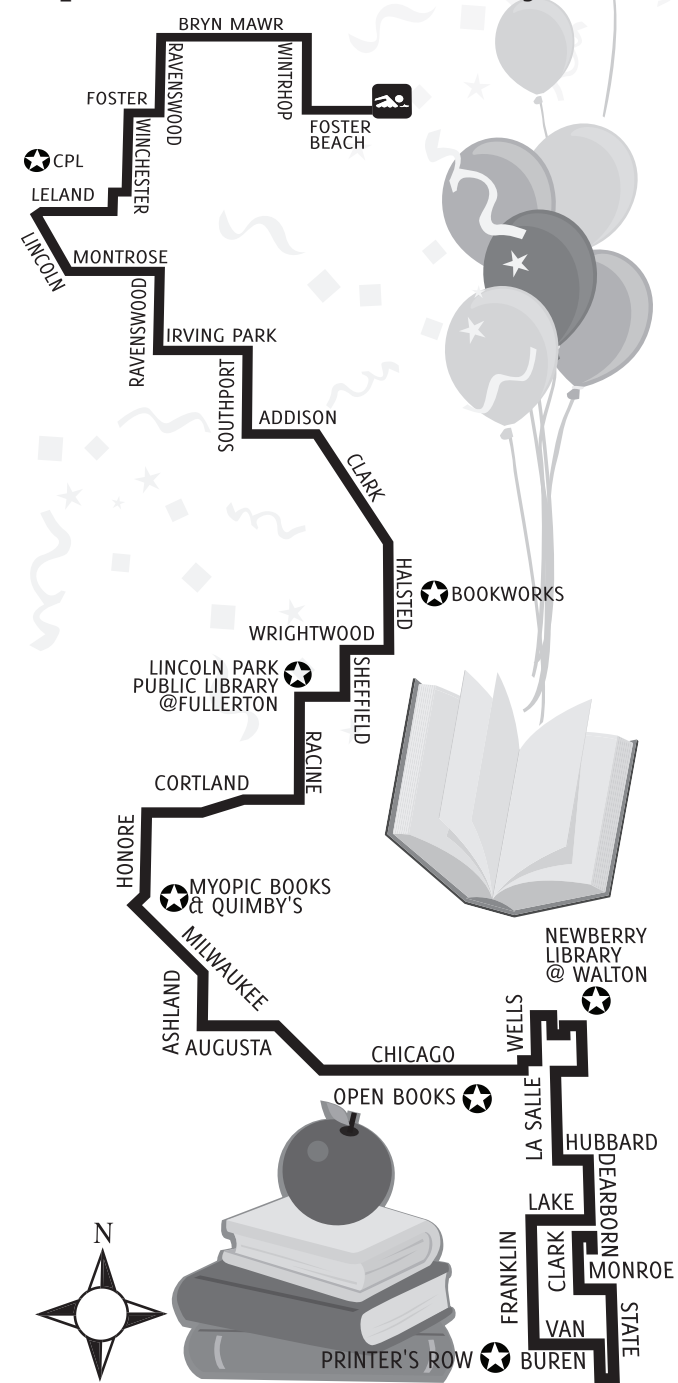 BRYN MAWR
RAVENSWOOD
WINTRHOP
FOSTER
FOSTER
BEACH
WINCHESTER
CPL
LELAND
LINCOLN
MONTROSE
RAVENSWOOD
IRVING PARK
SOUTHPORT
ADDISON
CLARK
HALSTED
BOOKWORKS
WRIGHTWOOD
SHEFFIELD
LINCOLN PARK
PUBLIC LIBRARY
@FULLERTON
RACINE
CORTLAND
HONORE
MYOPIC BOOKS
& QUIMBY'S
MILWAUKEE
ASHLAND
AUGUSTA
NEWBERRY
LIBRARY
@ WALTON
WELLS
CHICAGO
OPEN BOOKS
LA SALLE
HUBBARD
DEARBORN
LAKE
FRANKLIN
CLARK
MONROE
STATE
VAN
BUREN
PRINTER'S ROW
N